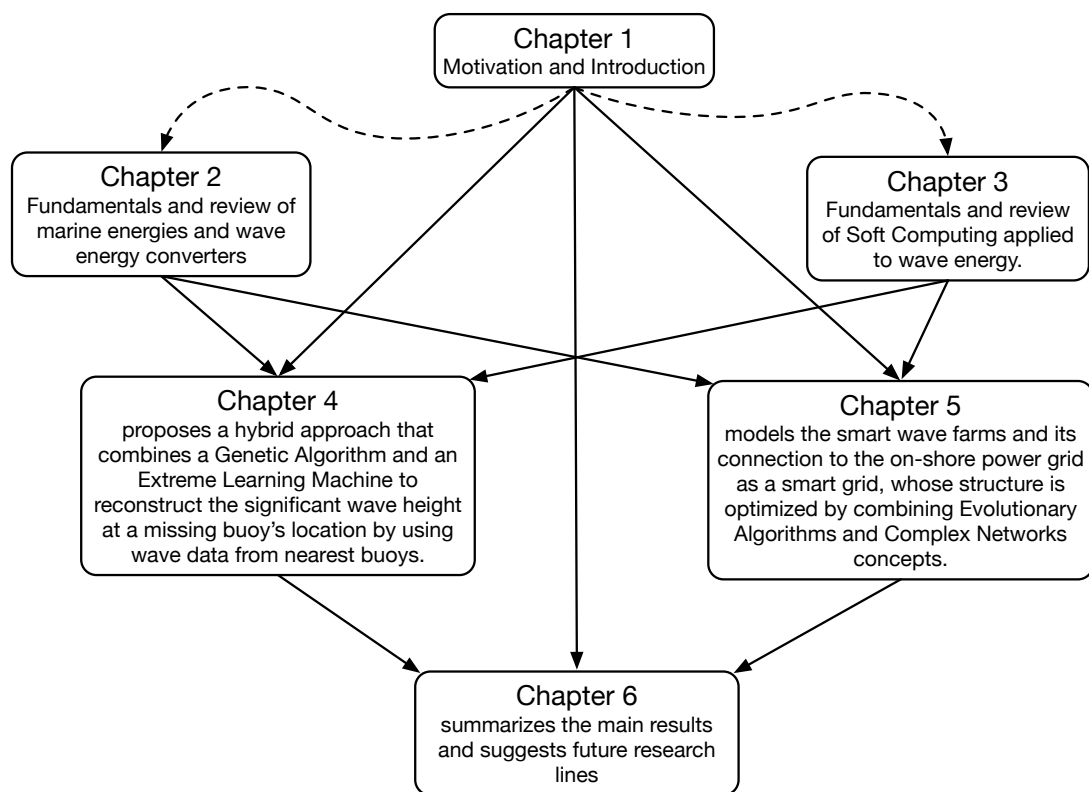 Chapter 1
Motivation and Introduction
Chapter 2
Fundamentals and review of
marine energies and wave
energy converters
Chapter 3
Fundamentals and review
of Soft Computing applied
to wave energy.
Chapter 4
proposes a hybrid approach that
combines a Genetic Algorithm and an
Extreme Learning Machine to
reconstruct the significant wave height
at a missing buoy's location by using
wave data from nearest buoys.
Chapter 5
models the smart wave farms and its
connection to the on-shore power grid
as a smart grid, whose structure is
optimized by combining Evolutionary
Algorithms and Complex Networks
concepts.
Chapter 6
summarizes the main results
and suggests future research
lines